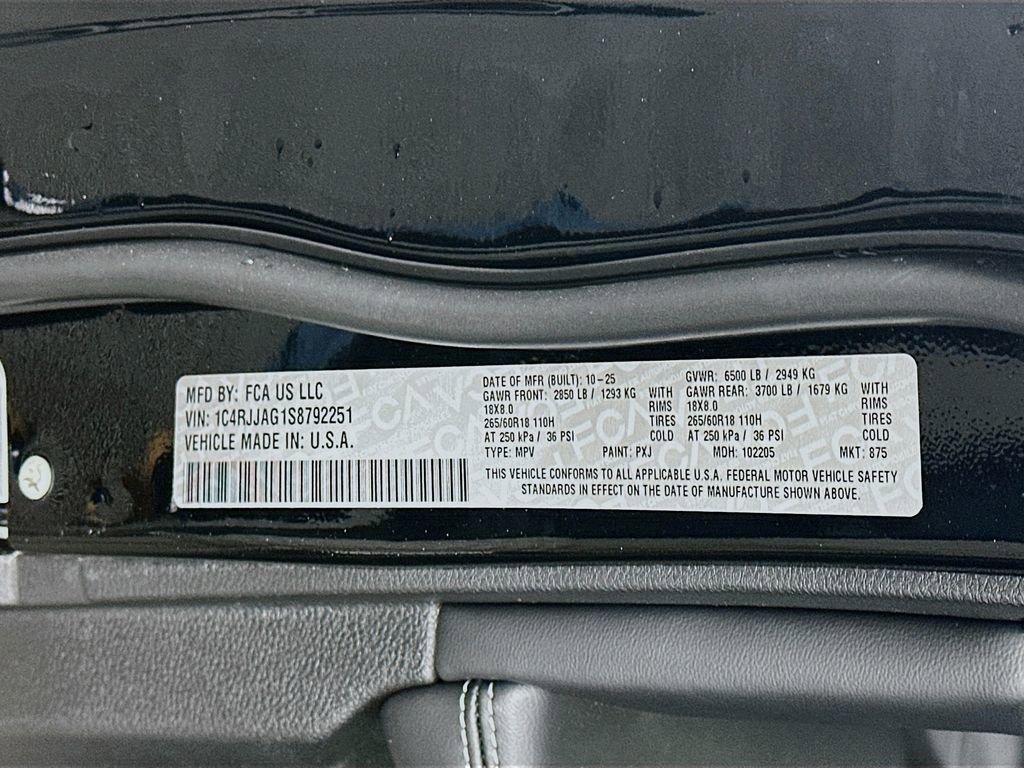 MFD BY: FCA US LLC
VIN: 1C4RJJAG1S8792251
VEHICLE MADE IN: U.S.A.
DATE OF MFR (BUILT): 10-25 GVWR: 6500 LB / 2949 KG
GAWR FRONT: 2850 LB / 1293 KG WITH GAWR REAR: 3700 LB / 1679 KG WITH
18X8.0 RIMS 18X8.0 RIMS
265/60R18 110H TIRES 265/60R18 110H TIRES
AT 250 kPa / 36 PSI COLD AT 250 kPa / 36 PSI COLD
TYPE: MPV PAINT: PXJ MDH: 102205 MKT: 875
THIS VEHICLE CONFORMS TO ALL APPLICABLE U.S.A. FEDERAL MOTOR VEHICLE SAFETY
STANDARDS IN EFFECT ON THE DATE OF MANUFACTURE SHOWN ABOVE.